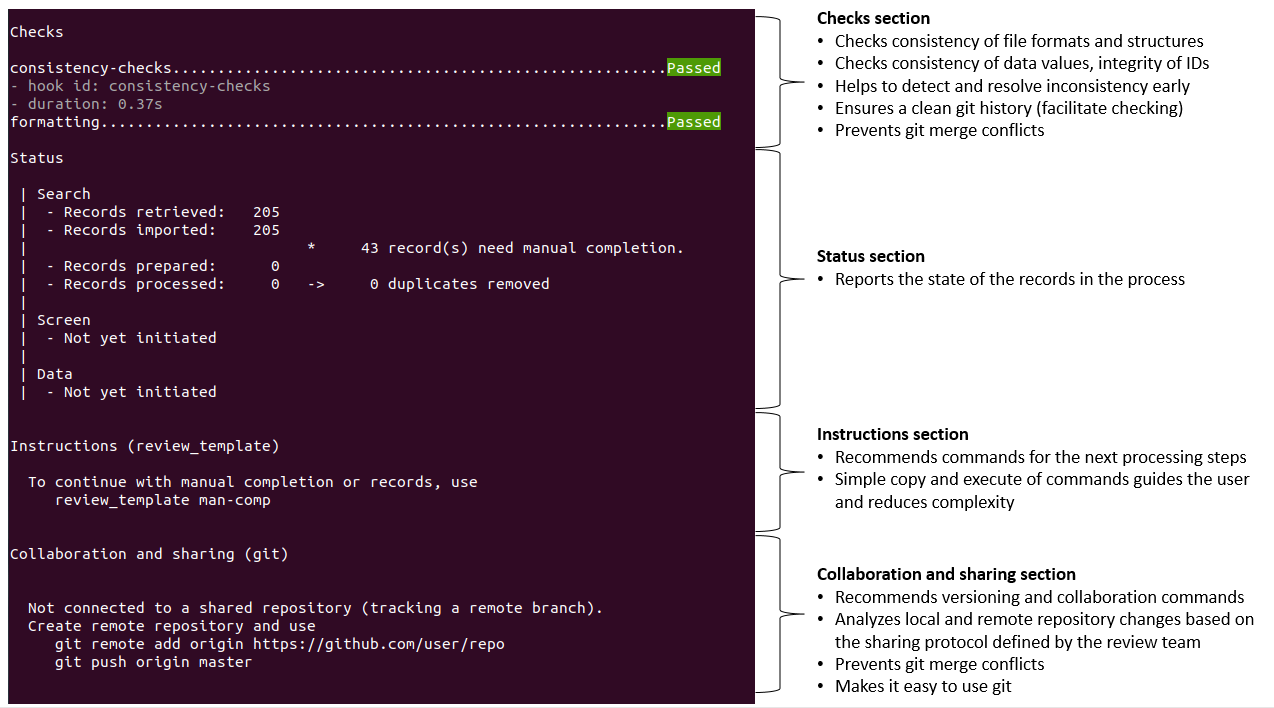 Checks
consistency-checks.......................................................Passed
- hook id: consistency-checks
- duration: 0.37s
formatting...............................................................Passed
Status
| Search
|  - Records retrieved:   205
|  - Records imported:    205
|                               *     43 record(s) need manual completion.
|  - Records prepared:      0
|  - Records processed:     0   ->     0 duplicates removed
|
| Screen
|  - Not yet initiated
|
| Data
|  - Not yet initiated
Instructions (review_template)
To continue with manual completion or records, use
review_template man-comp
Collaboration and sharing (git)
Not connected to a shared repository (tracking a remote branch).
Create remote repository and use
git remote add origin https://github.com/user/repo
git push origin master
Checks section
• Checks consistency of file formats and structures
• Checks consistency of data values, integrity of IDs
• Helps to detect and resolve inconsistency early
• Ensures a clean git history (facilitate checking)
• Prevents git merge conflicts
Status section
• Reports the state of the records in the process
Instructions section
• Recommends commands for the next processing steps
• Simple copy and execute of commands guides the user
and reduces complexity
Collaboration and sharing section
• Recommends versioning and collaboration commands
• Analyzes local and remote repository changes based on
the sharing protocol defined by the review team
• Prevents git merge conflicts
• Makes it easy to use git